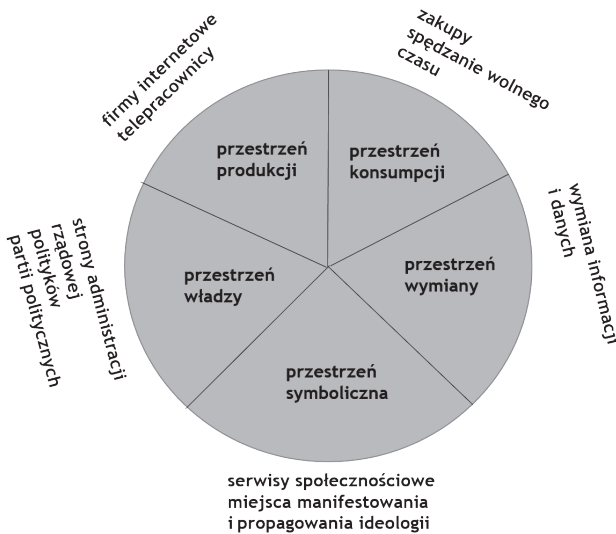 firmy internetowe
telepracownicy
zakupy
spędzanie wolnego
czasu
przestrzeń
produkcji
przestrzeń
konsumpcji
wymiana informacji
i danych
strony administracji
rządowej
polityków
partii politycznych
przestrzeń
władzy
przestrzeń
wymiany
przestrzeń
symboliczna
serwisy społecznościowe
miejsca manifestowania
i propagowania ideologii